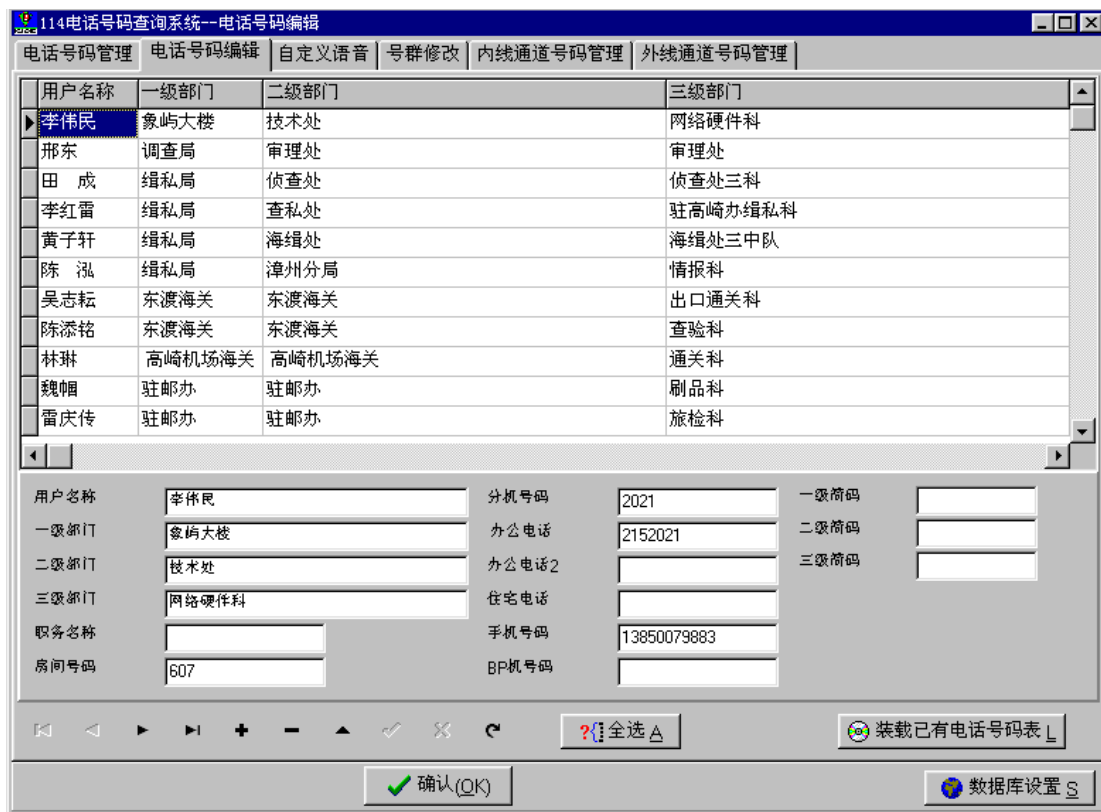 114电话号码查询系统--电话号码编辑
电话号码管理 电话号码编辑 自定义语音 号群修改 内线通道号码管理 外线通道号码管理
用户名称 一级部门 二级部门 三级部门
李伟民 象屿大楼 技术处 网络硬件科
邢东 调查局 审理处 审理处
田 成 缉私局 侦查处 侦查处三科
李红雷 缉私局 查私处 驻高崎办缉私科
黄子轩 缉私局 海缉处 海缉处三中队
陈 泓 缉私局 漳州分局 情报科
吴志耘 东渡海关 东渡海关 出口通关科
陈添铭 东渡海关 东渡海关 查验科
林琳 高崎机场海关 高崎机场海关 通关科
魏帼 驻邮办 驻邮办 刷品科
雷庆传 驻邮办 驻邮办 旅检科
用户名称 李伟民 分机号码 2021 一级简码
一级部门 象屿大楼 办公电话 2152021 二级简码
二级部门 技术处 办公电话2 三级简码
三级部门 网络硬件科 住宅电话
职务名称 手机号码 13850079883
房间号码 607 BP机号码
全选 A 装载已有电话号码表 L
确认(OK) 数据库设置 S